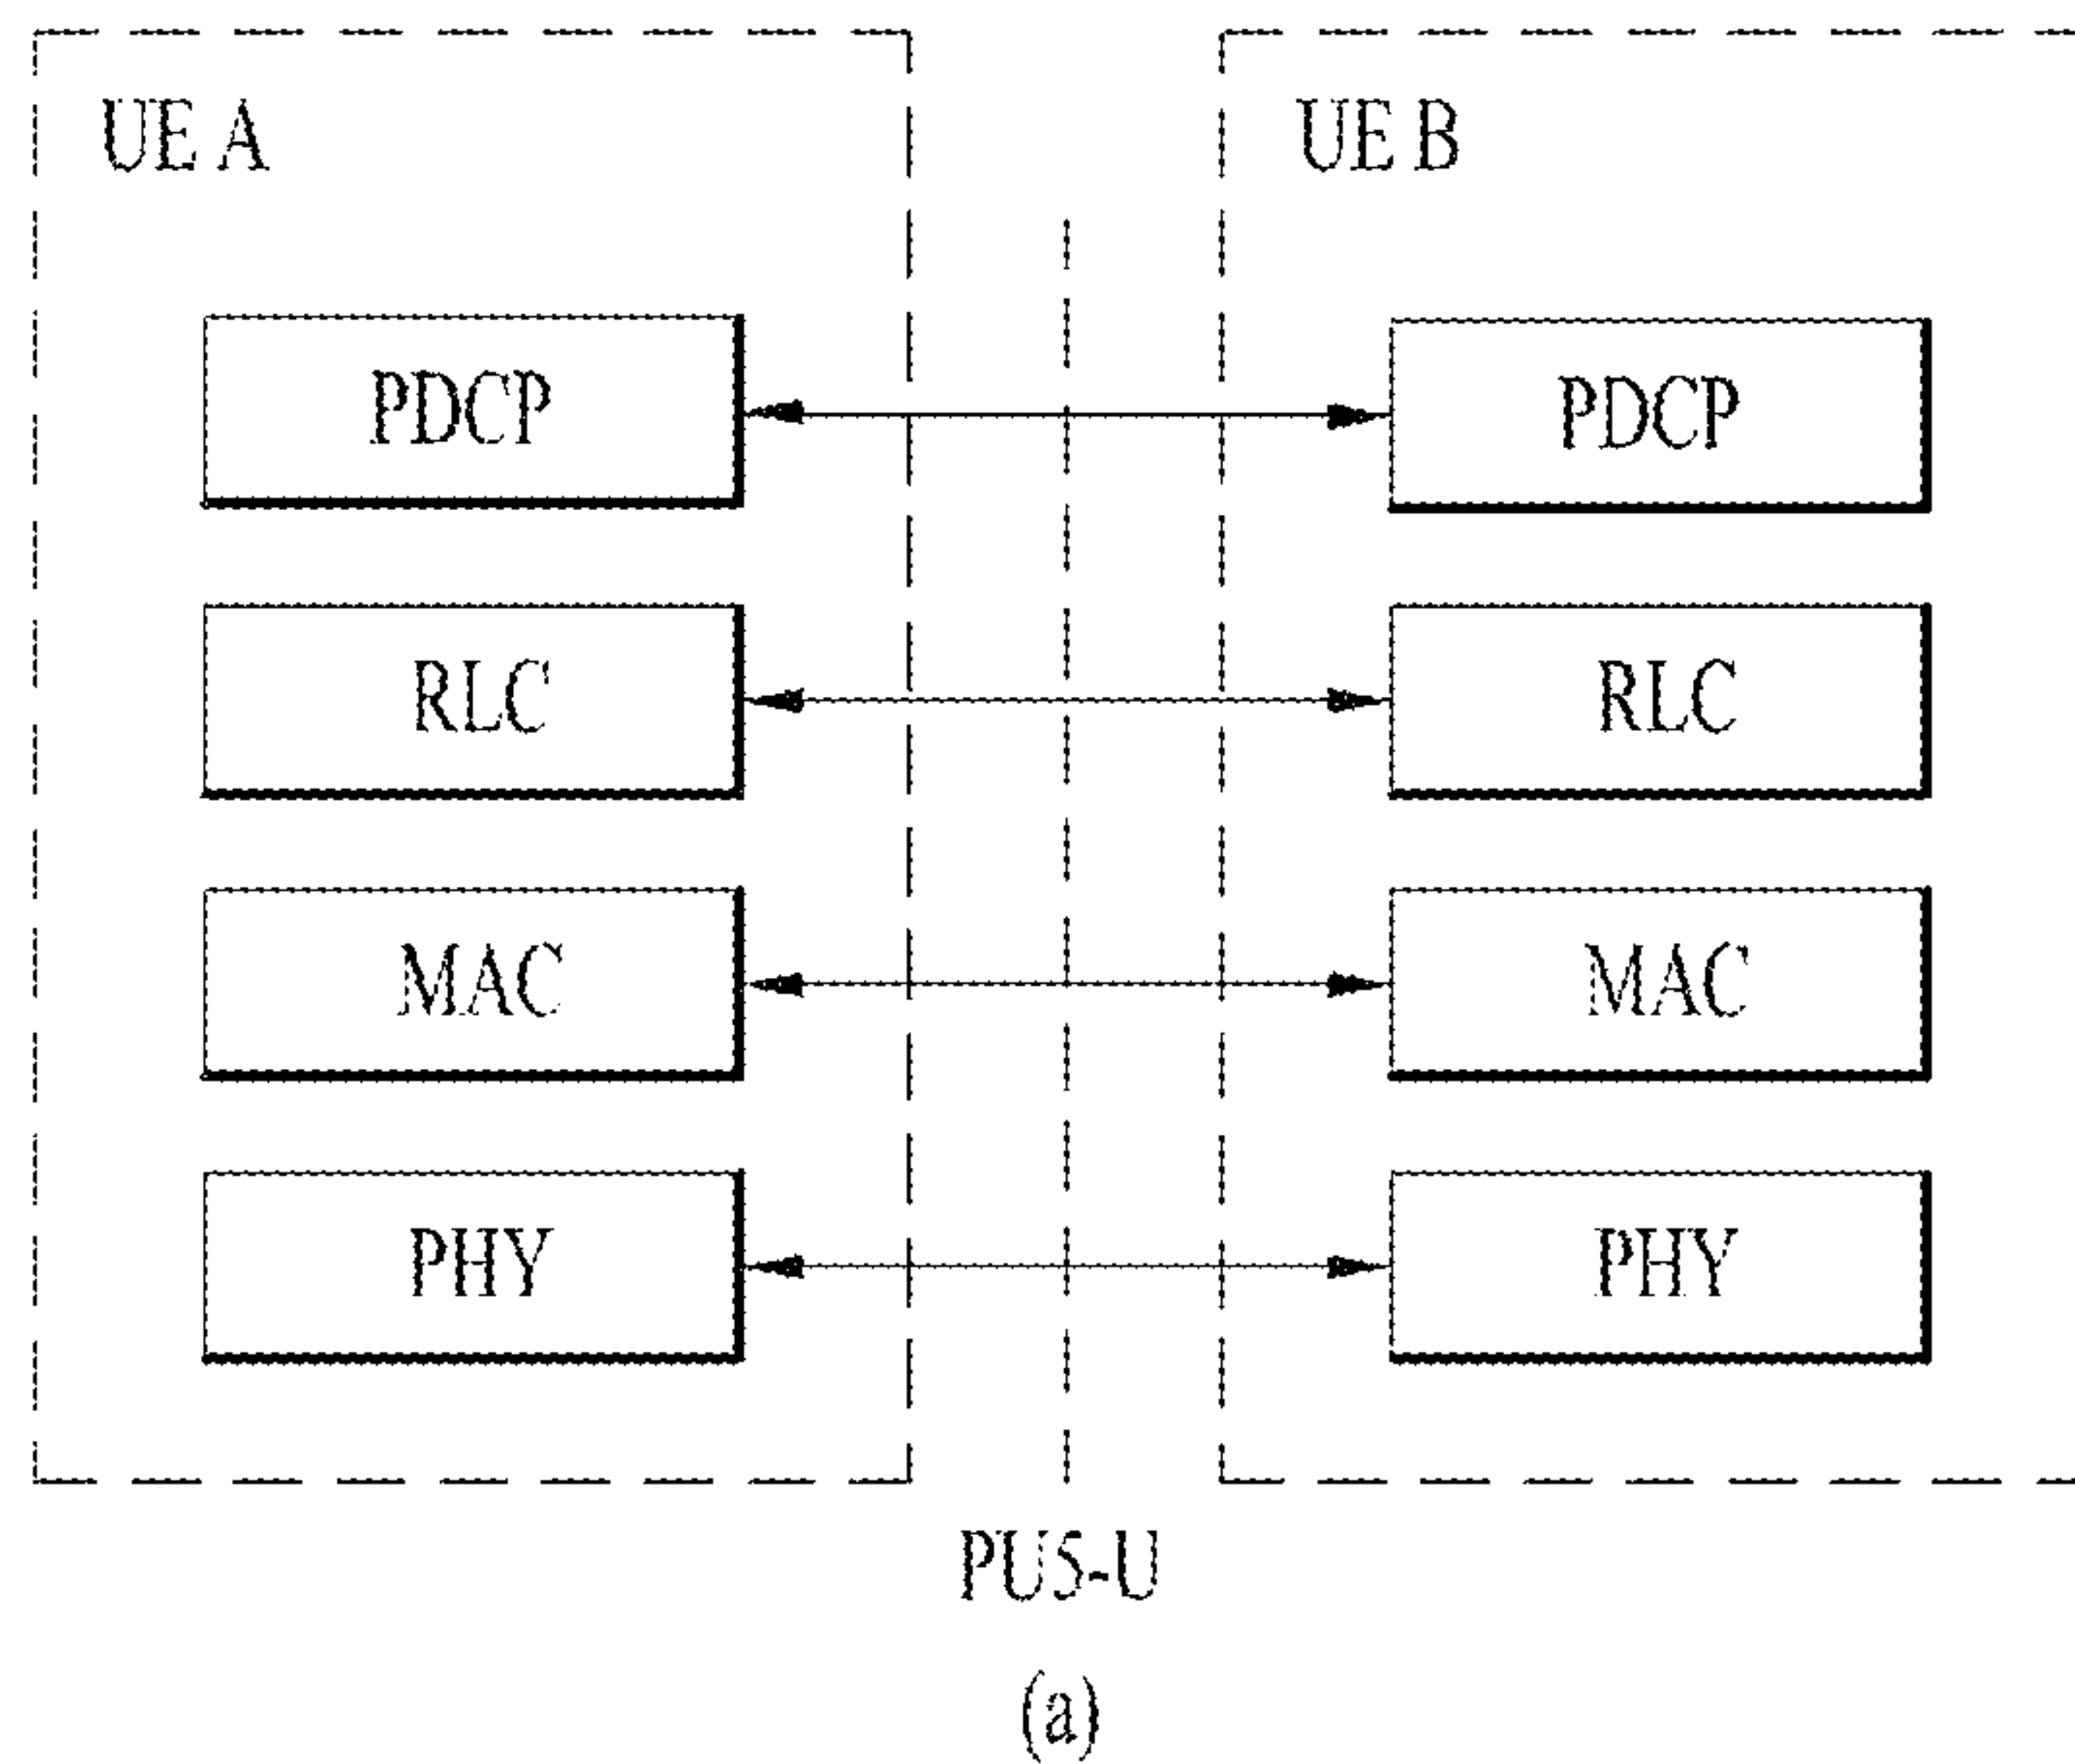 UE A UE B
PDCP PDCP
RLC RLC
MAC MAC
PHY PHY
PU5-U
(a)